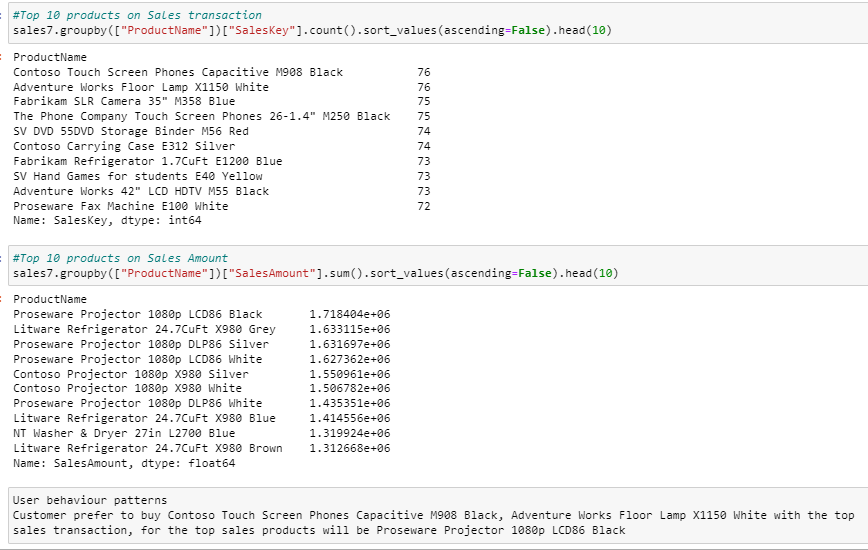 #Top 10 products on Sales transaction
sales7.groupby(["ProductName"])["SalesKey"].count().sort_values(ascending=False).head(10)
ProductName
Contoso Touch Screen Phones Capacitive M908 Black 76
Adventure Works Floor Lamp X1150 White 76
Fabrikam SLR Camera 35" M358 Blue 75
The Phone Company Touch Screen Phones 26-1.4" M250 Black 75
SV DVD 55DVD Storage Binder M56 Red 74
Contoso Carrying Case E312 Silver 74
Fabrikam Refrigerator 1.7CuFt E1200 Blue 73
SV Hand Games for students E40 Yellow 73
Adventure Works 42" LCD HDTV M55 Black 73
Proseware Fax Machine E100 White 72
Name: SalesKey, dtype: int64
#Top 10 products on Sales Amount
sales7.groupby(["ProductName"])["SalesAmount"].sum().sort_values(ascending=False).head(10)
ProductName
Proseware Projector 1080p LCD86 Black 1.718404e+06
Litware Refrigerator 24.7CuFt X980 Grey 1.633115e+06
Proseware Projector 1080p DLP86 Silver 1.631697e+06
Proseware Projector 1080p LCD86 White 1.627362e+06
Contoso Projector 1080p X980 Silver 1.550961e+06
Contoso Projector 1080p X980 White 1.506782e+06
Proseware Projector 1080p DLP86 White 1.435351e+06
Litware Refrigerator 24.7CuFt X980 Blue 1.414556e+06
NT Washer & Dryer 27in L2700 Blue 1.319924e+06
Litware Refrigerator 24.7CuFt X980 Brown 1.312668e+06
Name: SalesAmount, dtype: float64
User behaviour patterns
Customer prefer to buy Contoso Touch Screen Phones Capacitive M908 Black, Adventure Works Floor Lamp X1150 White with the top
sales transaction, for the top sales products will be Proseware Projector 1080p LCD86 Black